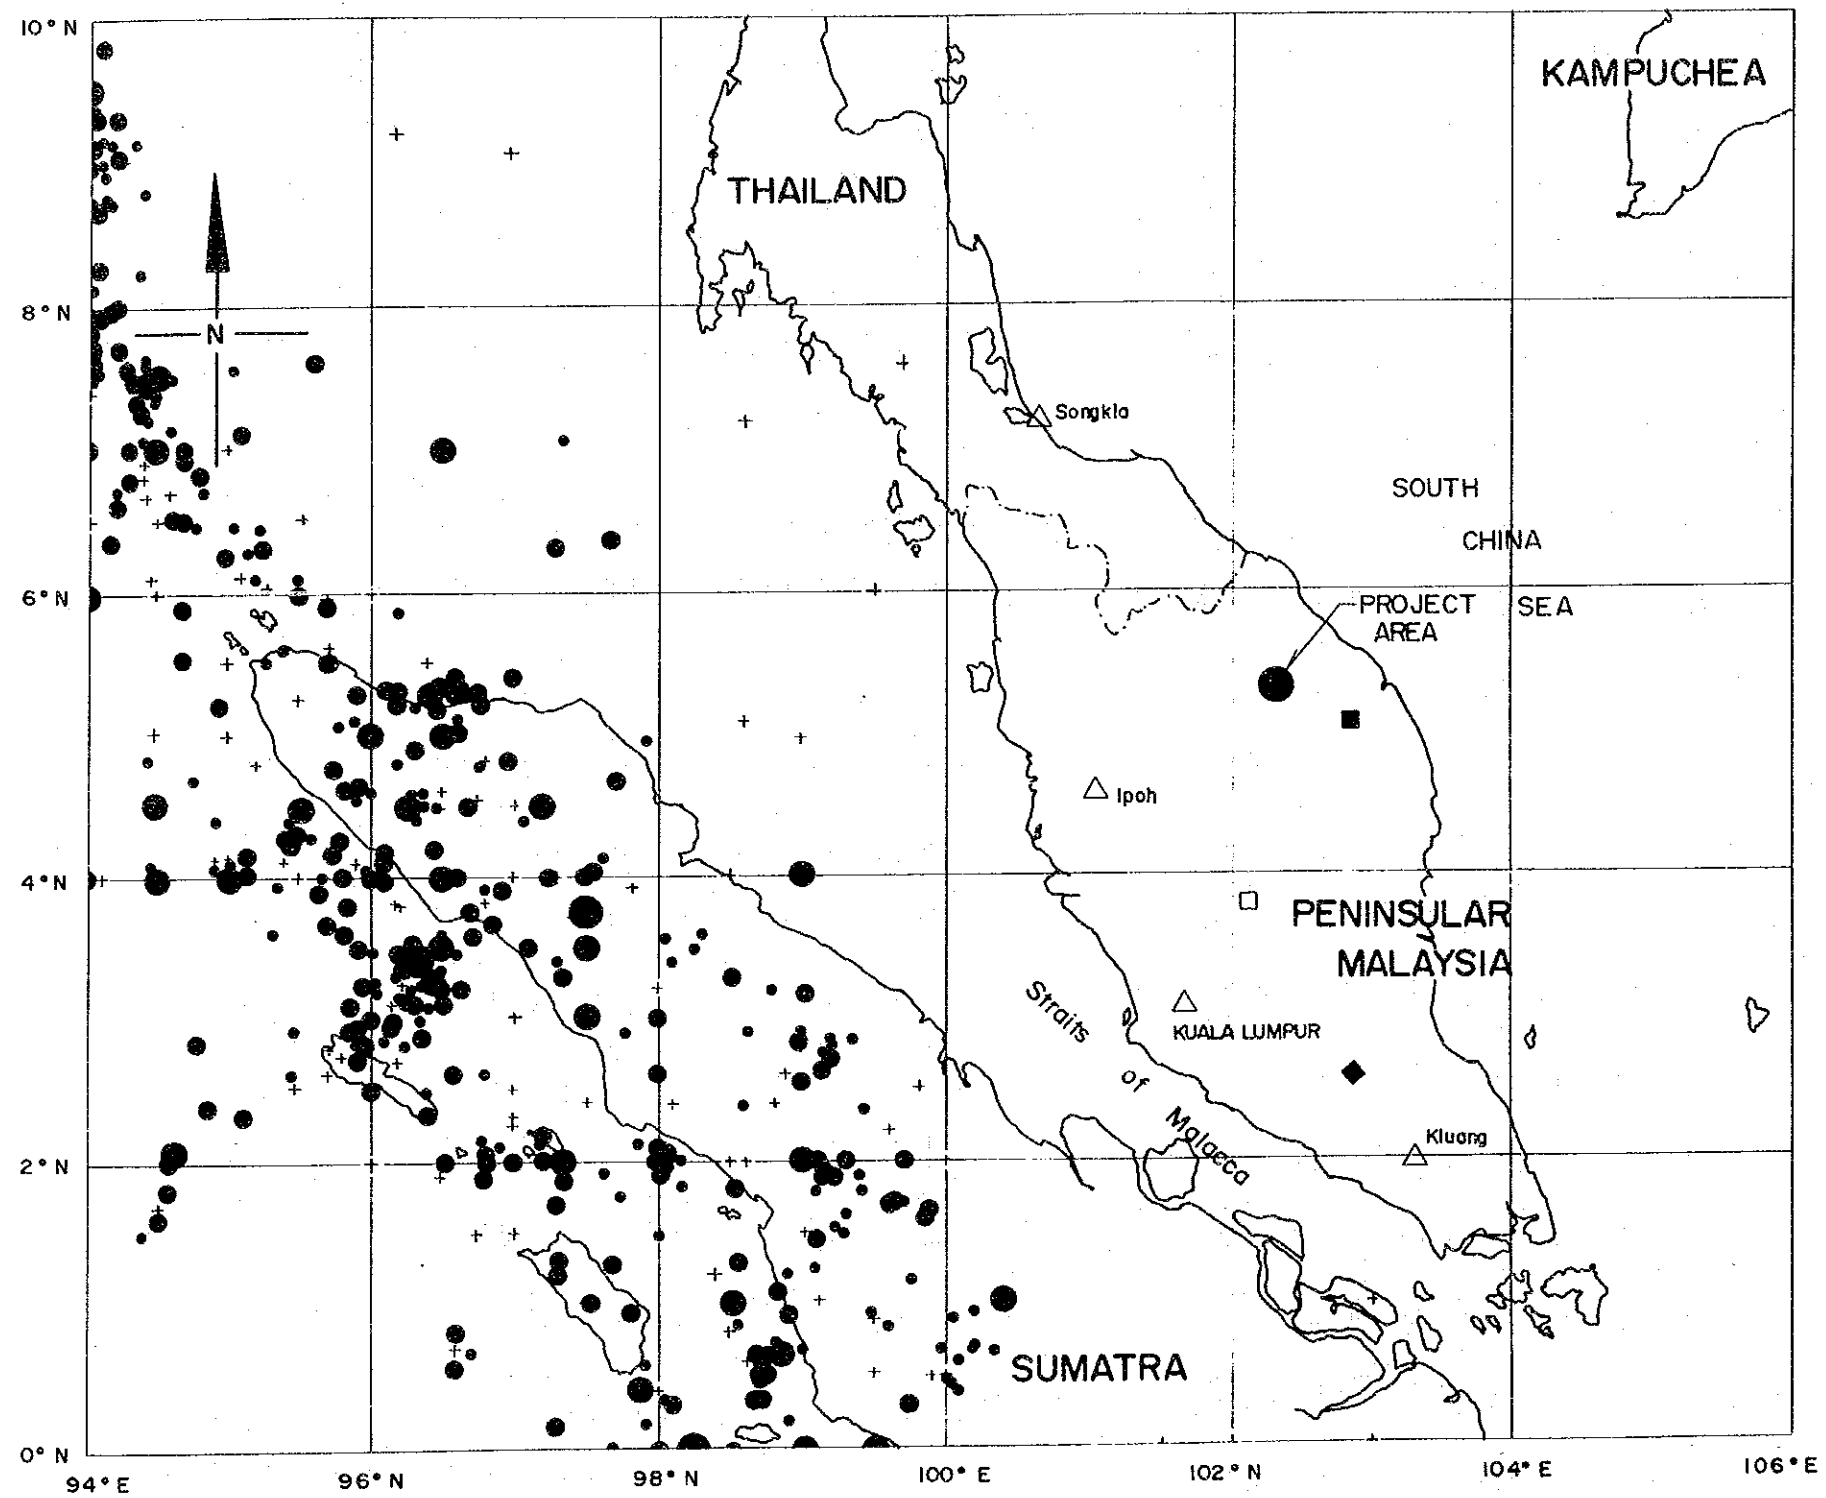 10° N
KAMPUCHEA
THAILAND
8° N
N
Songkla
SOUTH
CHINA
SEA
6° N
PROJECT
AREA
Ipoh
4° N
PENINSULAR
MALAYSIA
Straits
of
Malacca
KUALA LUMPUR
Kluang
2° N
SUMATRA
0° N
94° E
96° N
98° N
100° E
102° N
104° E
106° E